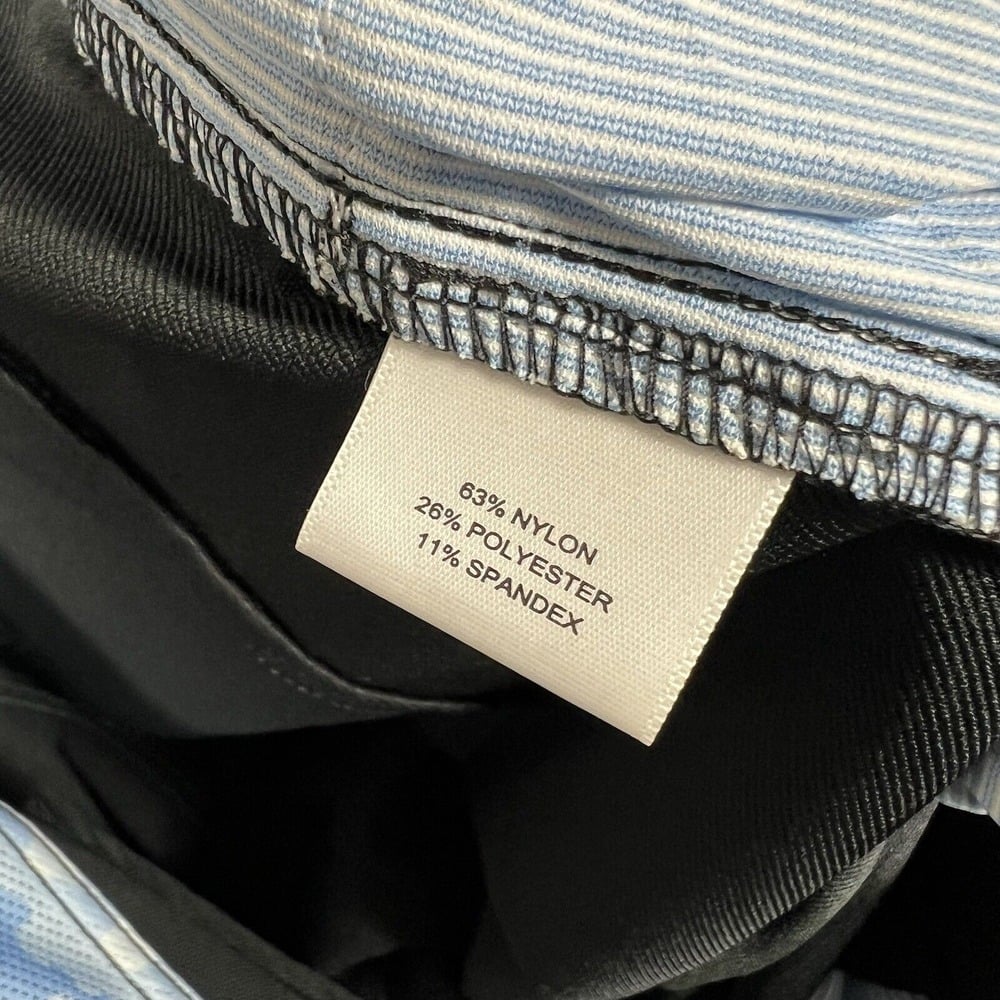 63% NYLON
26% POLYESTER
11% SPANDEX